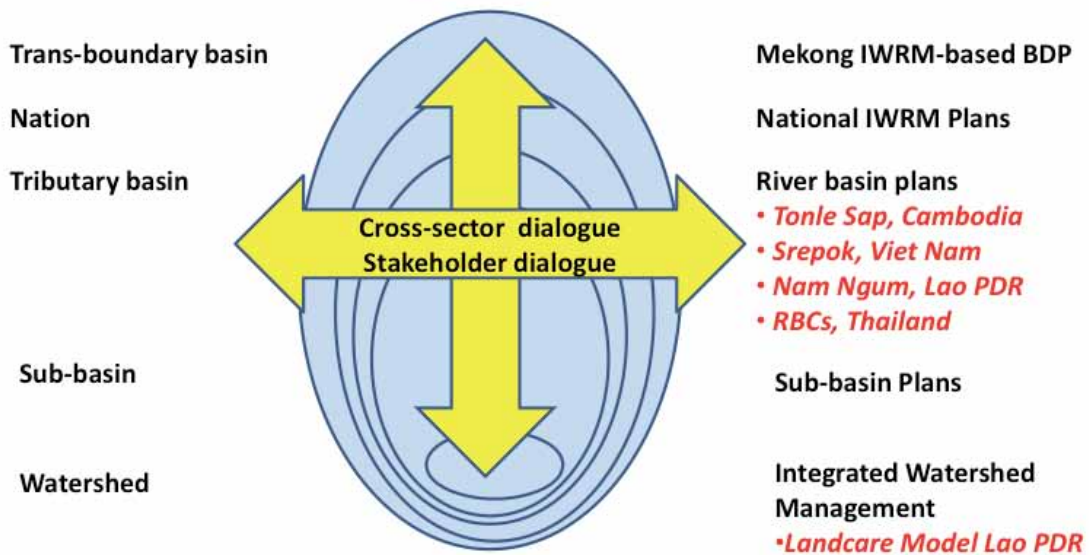 Trans-boundary basin
Mekong IWRM-based BDP
Nation
National IWRM Plans
Tributary basin
River basin plans
• Tonle Sap, Cambodia
• Srepok, Viet Nam
• Nam Ngum, Lao PDR
• RBCs, Thailand
Cross-sector dialogue
Stakeholder dialogue
Sub-basin
Sub-basin Plans
Watershed
Integrated Watershed
Management
•Landcare Model Lao PDR